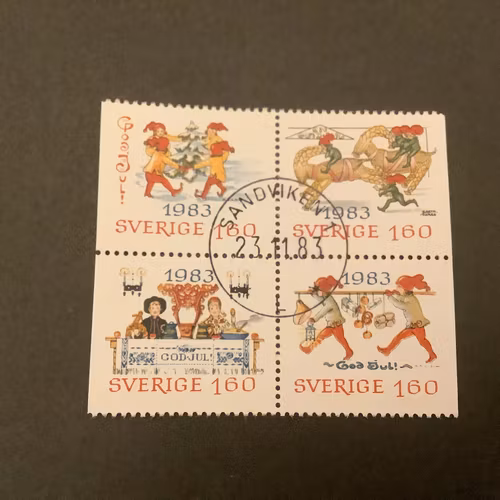 God Jul!
1983
SVERIGE 160
1983
SVERIGE 160
SANDVIKEN 1
23.11.83
1983
GODJUL!
SVERIGE 160
1983
~God Jul!~
SVERIGE 160